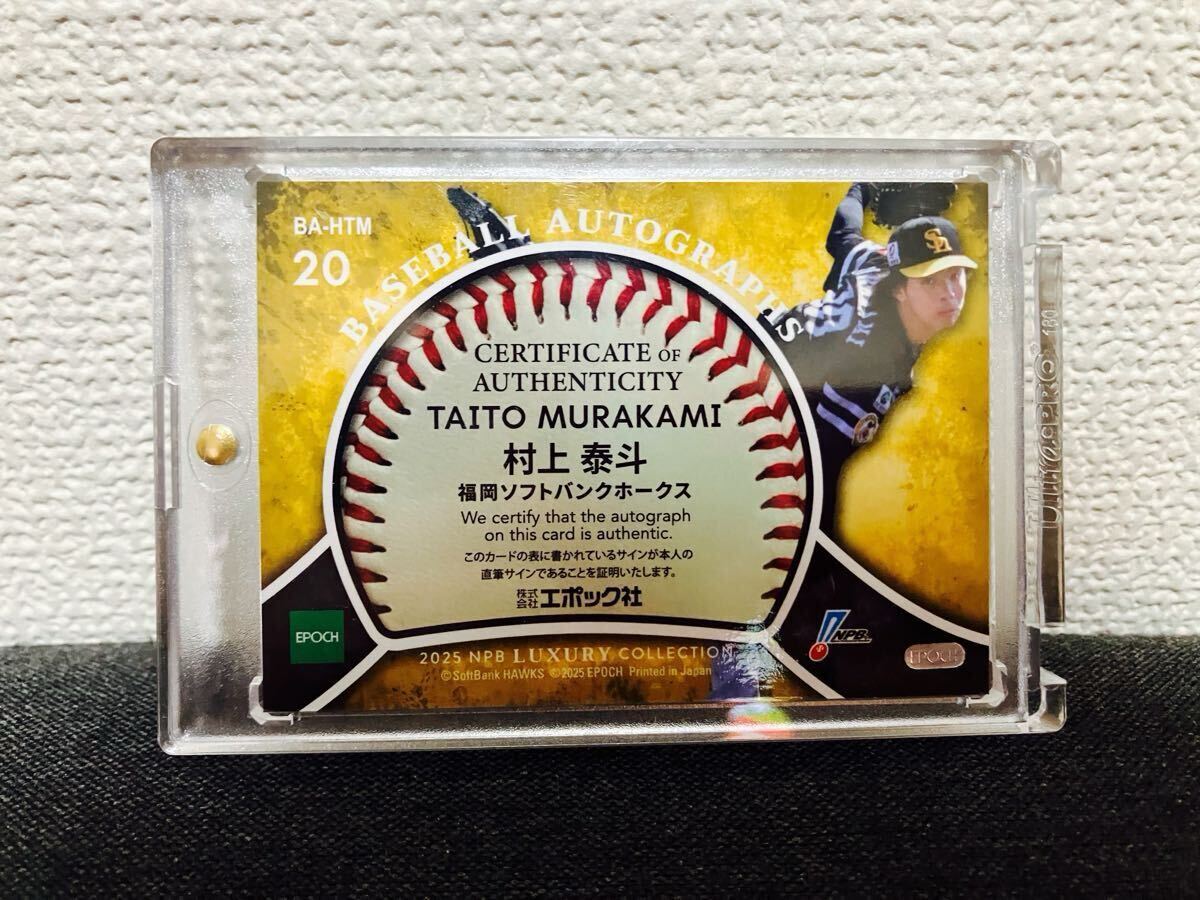 BA-HTM
20
BASEBALL AUTOGRAPHS
CERTIFICATE OF
AUTHENTICITY
TAITO MURAKAMI
村上 泰斗
福岡ソフトバンクホークス
We certify that the autograph
on this card is authentic.
このカードの表に書かれているサインが本人の
直筆サインであることを証明いたします。
株式会社エポック社
EPOCH
2025 NPB LUXURY COLLECTION
©SoftBank HAWKS ©2025 EPOCH Printed in Japan
NPB
EPOCH
Ultra•PRO